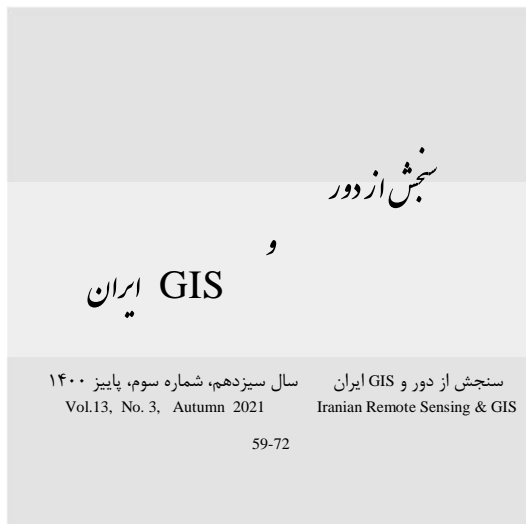 سنجش از دور
و
GIS ایران
سنجش از دور و GIS ایران سال سیزدهم، شماره سوم، پاییز ۱۴۰۰
Vol.13, No. 3, Autumn 2021 Iranian Remote Sensing & GIS
59-72